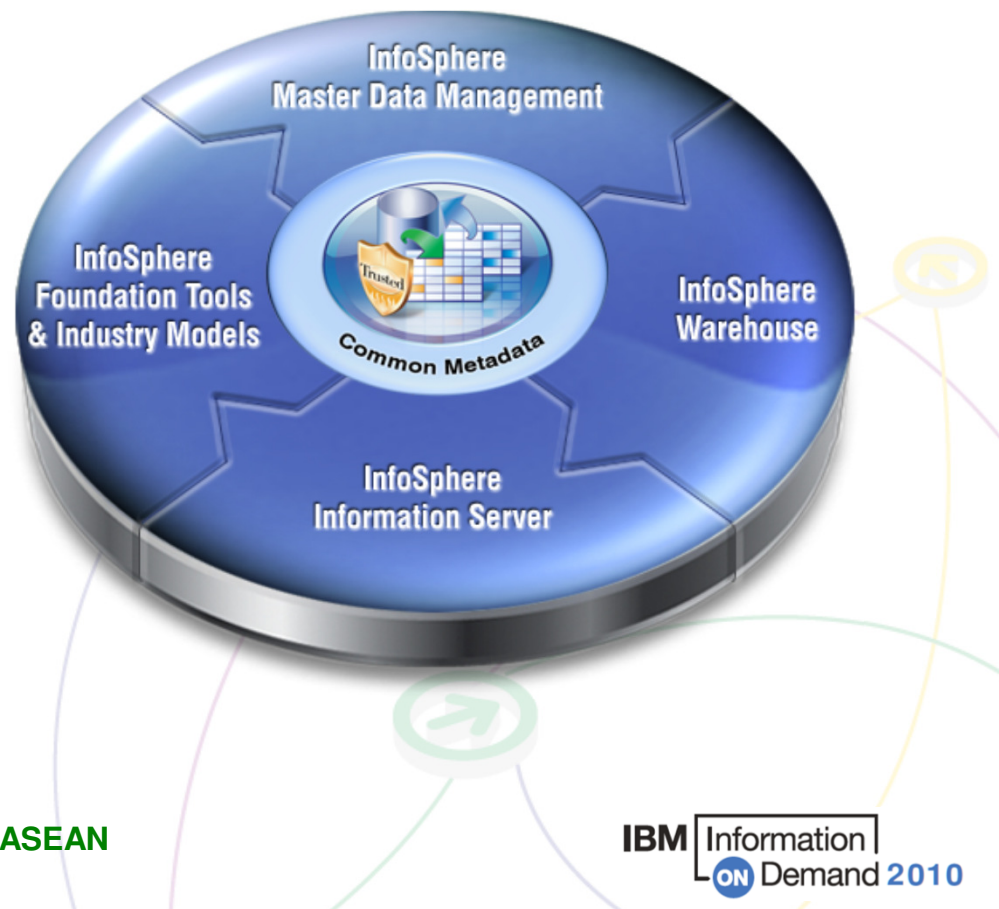 InfoSphere
Master Data Management
InfoSphere
Foundation Tools
& Industry Models
Trusted
Common Metadata
InfoSphere
Warehouse
InfoSphere
Information Server
ASEAN
IBM Information
ON Demand 2010